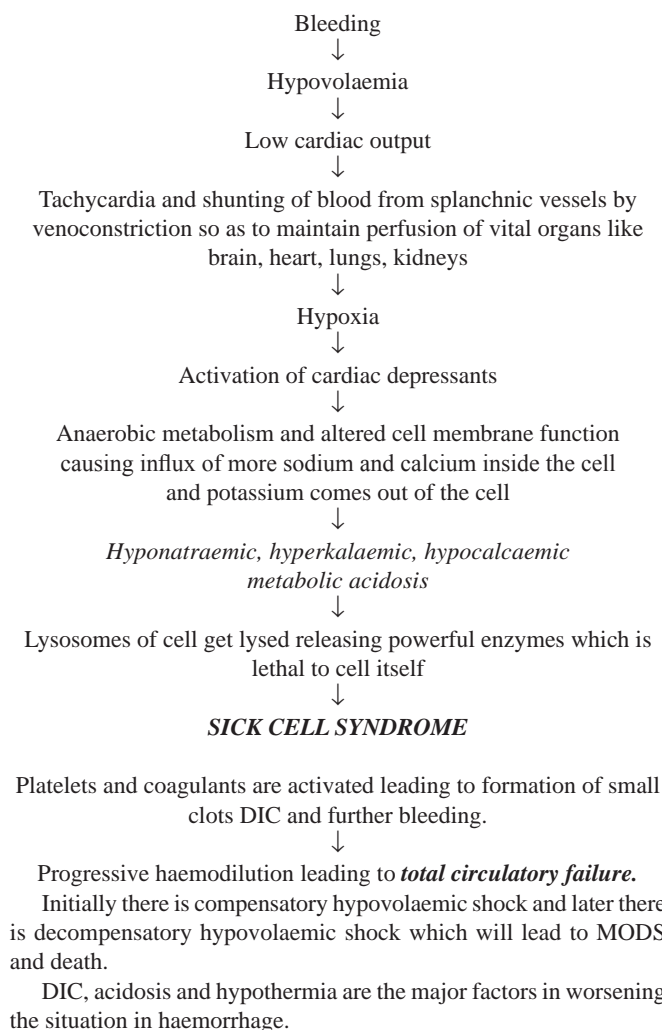 Bleeding
↓
Hypovolaemia
↓
Low cardiac output
↓
Tachycardia and shunting of blood from splanchnic vessels by
venoconstriction so as to maintain perfusion of vital organs like
brain, heart, lungs, kidneys
↓
Hypoxia
↓
Activation of cardiac depressants
↓
Anaerobic metabolism and altered cell membrane function
causing influx of more sodium and calcium inside the cell
and potassium comes out of the cell
↓
Hyponatraemic, hyperkalaemic, hypocalcaemic
metabolic acidosis
↓
Lysosomes of cell get lysed releasing powerful enzymes which is
lethal to cell itself
↓
SICK CELL SYNDROME
Platelets and coagulants are activated leading to formation of small
clots DIC and further bleeding.
↓
Progressive haemodilution leading to total circulatory failure.
Initially there is compensatory hypovolaemic shock and later there
is decompensatory hypovolaemic shock which will lead to MODS
and death.
DIC, acidosis and hypothermia are the major factors in worsening
the situation in haemorrhage.